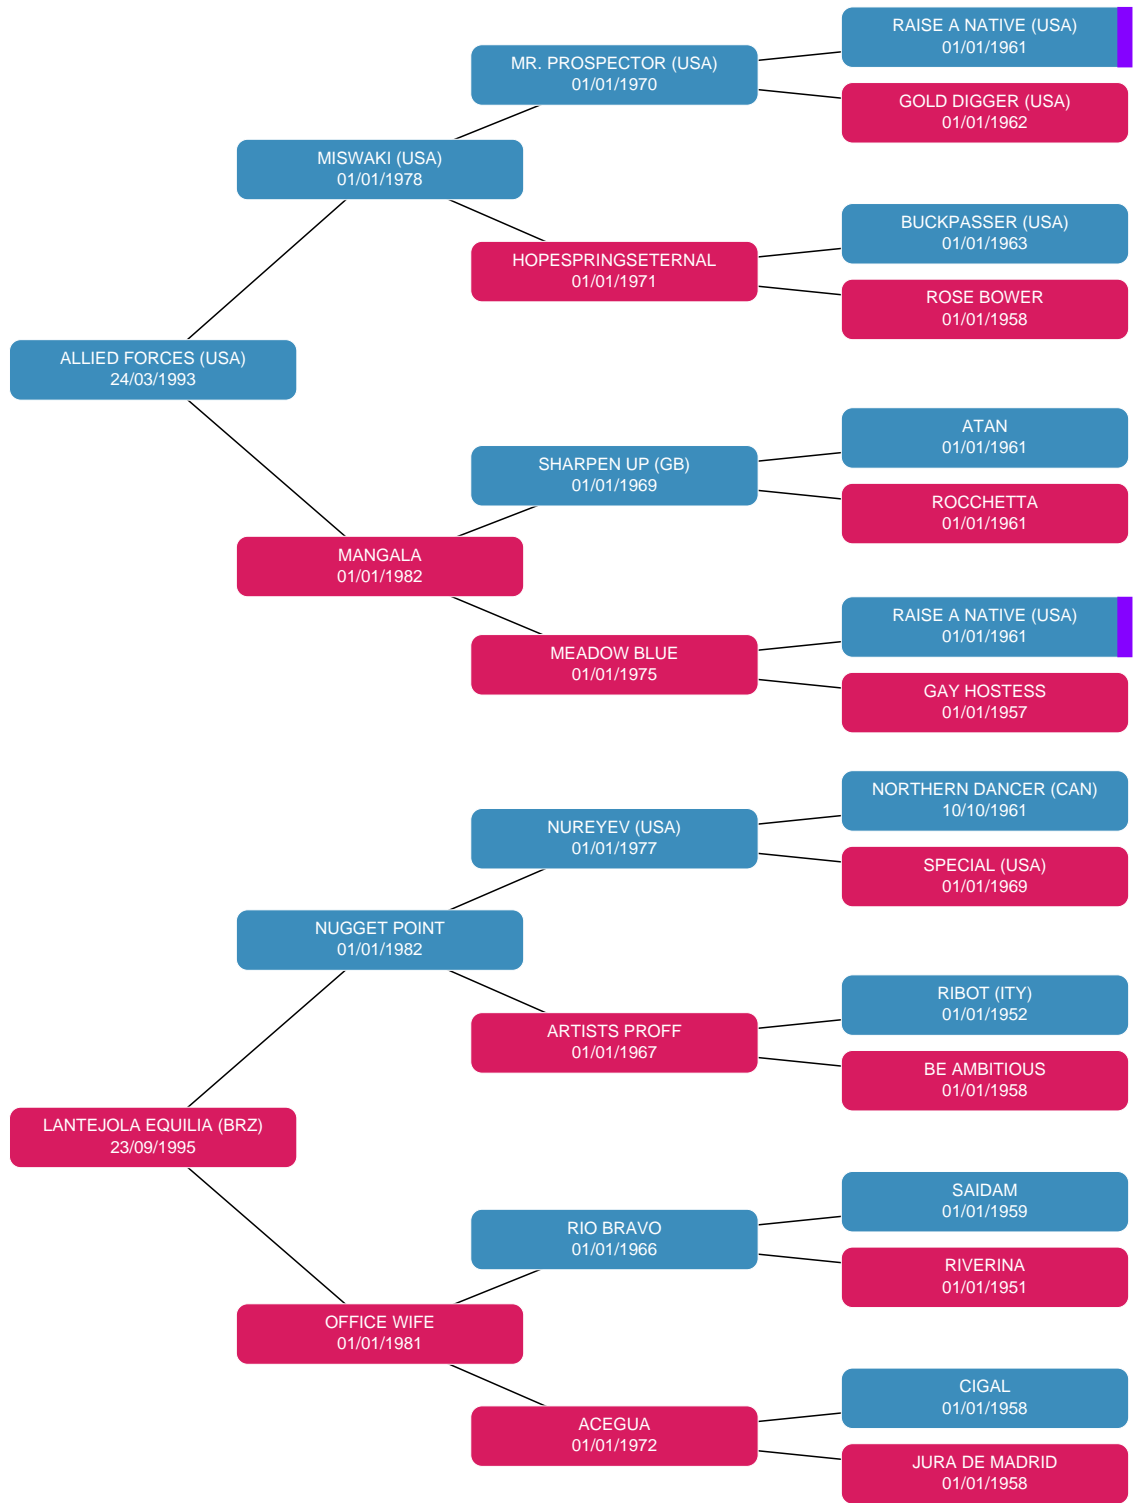 RAISE A NATIVE (USA)
01/01/1961
MR. PROSPECTOR (USA)
01/01/1970
GOLD DIGGER (USA)
01/01/1962
MISWAKI (USA)
01/01/1978
BUCKPASSER (USA)
01/01/1963
HOPESPRINGSETERNAL
01/01/1971
ROSE BOWER
01/01/1958
ALLIED FORCES (USA)
24/03/1993
ATAN
01/01/1961
SHARPEN UP (GB)
01/01/1969
ROCCHETTA
01/01/1961
MANGALA
01/01/1982
RAISE A NATIVE (USA)
01/01/1961
MEADOW BLUE
01/01/1975
GAY HOSTESS
01/01/1957
NORTHERN DANCER (CAN)
10/10/1961
NUREYEV (USA)
01/01/1977
SPECIAL (USA)
01/01/1969
NUGGET POINT
01/01/1982
RIBOT (ITY)
01/01/1952
ARTISTS PROFF
01/01/1967
BE AMBITIOUS
01/01/1958
LANTEJOLA EQUILIA (BRZ)
23/09/1995
SAIDAM
01/01/1959
RIO BRAVO
01/01/1966
RIVERINA
01/01/1951
OFFICE WIFE
01/01/1981
CIGAL
01/01/1958
ACEGUA
01/01/1972
JURA DE MADRID
01/01/1958